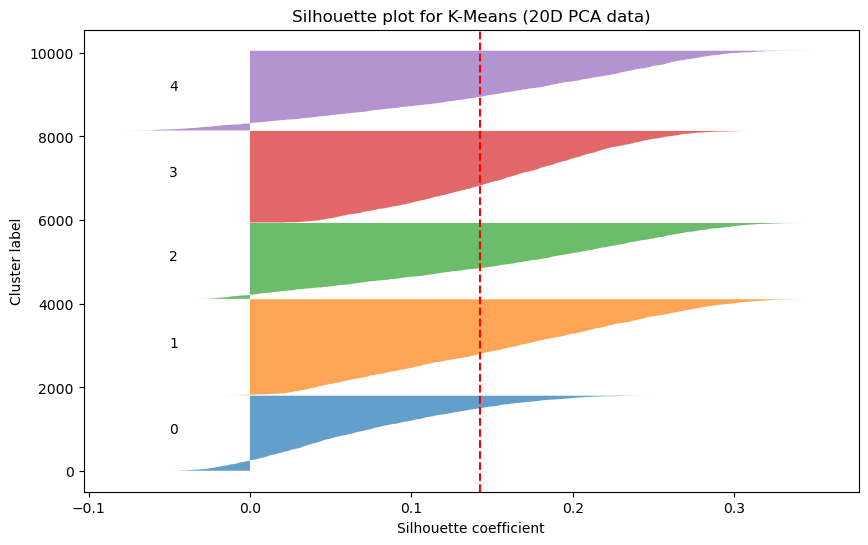 Silhouette plot for K-Means (20D PCA data)
10000
4
8000
3
6000
2
4000
1
2000
0
0
Cluster label
−0.1 0.0 0.1 0.2 0.3
Silhouette coefficient